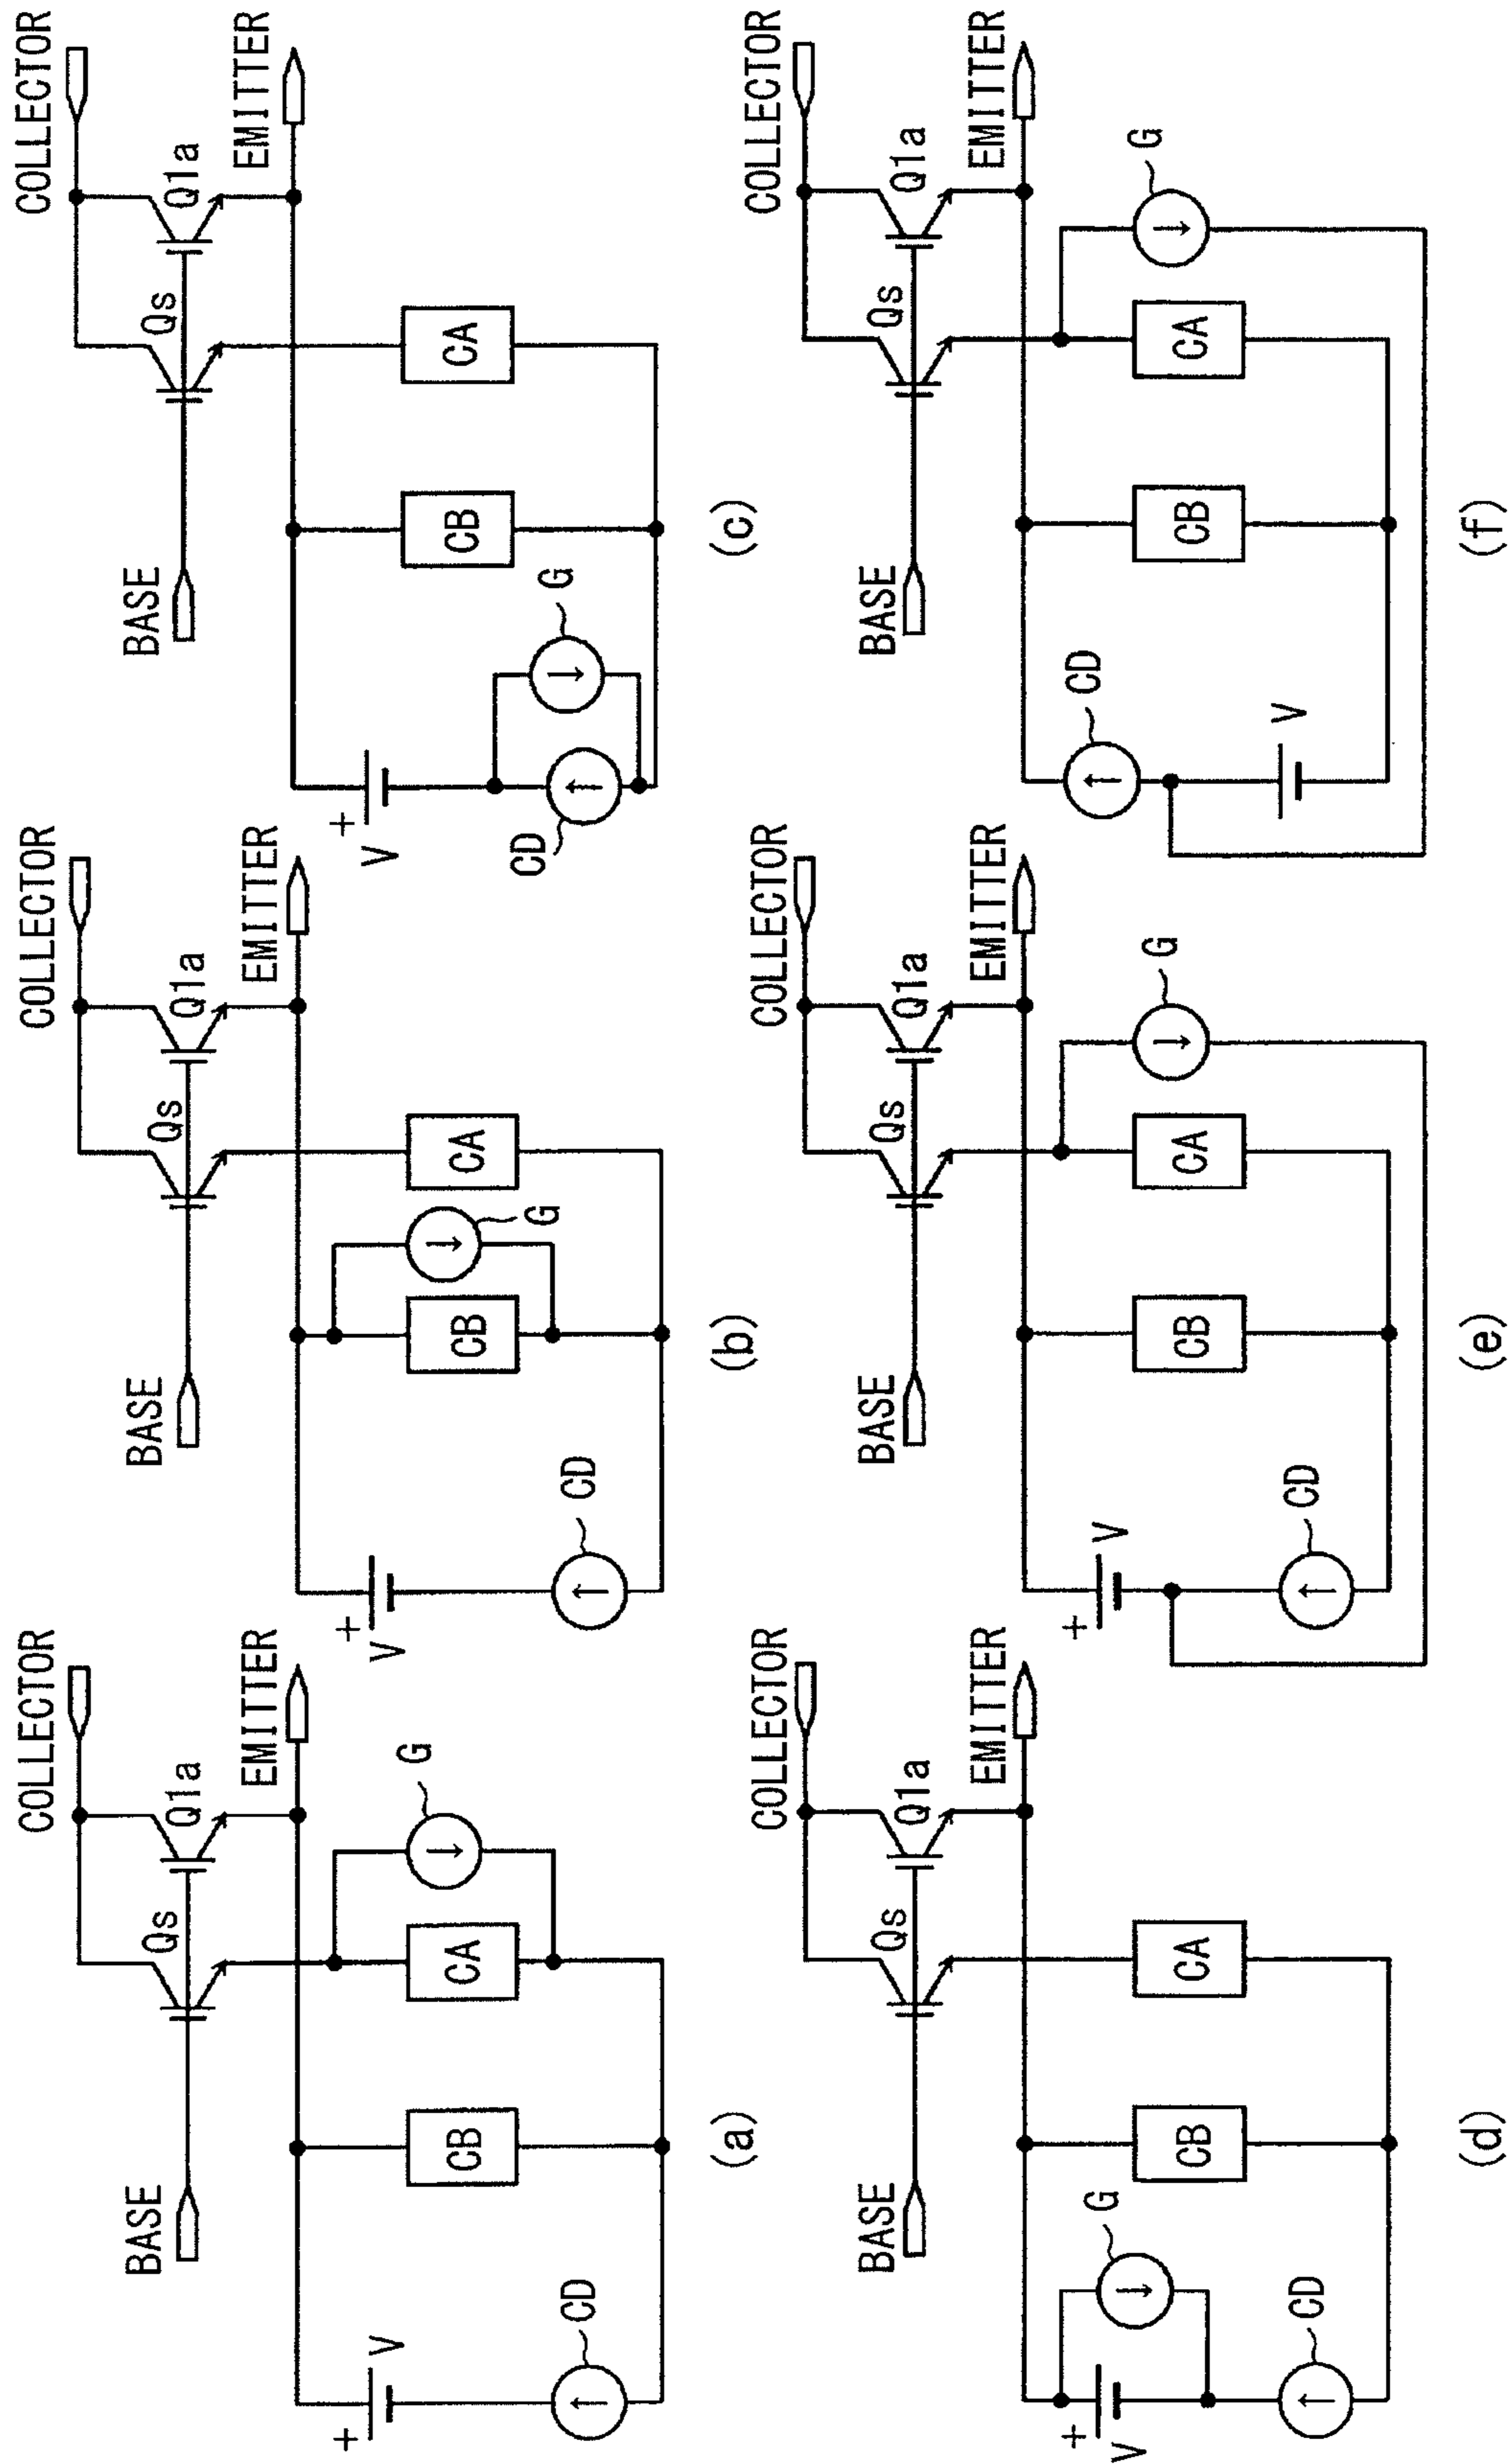 COLLECTOR
Qs
Q1a
BASE
EMITTER
G
CB
CA
+
V
CD
(a)
COLLECTOR
Qs
Q1a
BASE
EMITTER
G
CB
CA
+
V
CD
(b)
COLLECTOR
Qs
Q1a
BASE
EMITTER
+
V
G
CB
CA
CD
(c)
COLLECTOR
Qs
Q1a
BASE
EMITTER
G
+
V
CB
CA
CD
(d)
COLLECTOR
Qs
Q1a
BASE
EMITTER
+
V
G
CB
CA
CD
(e)
COLLECTOR
Qs
Q1a
BASE
EMITTER
CD
G
CB
CA
V
(f)